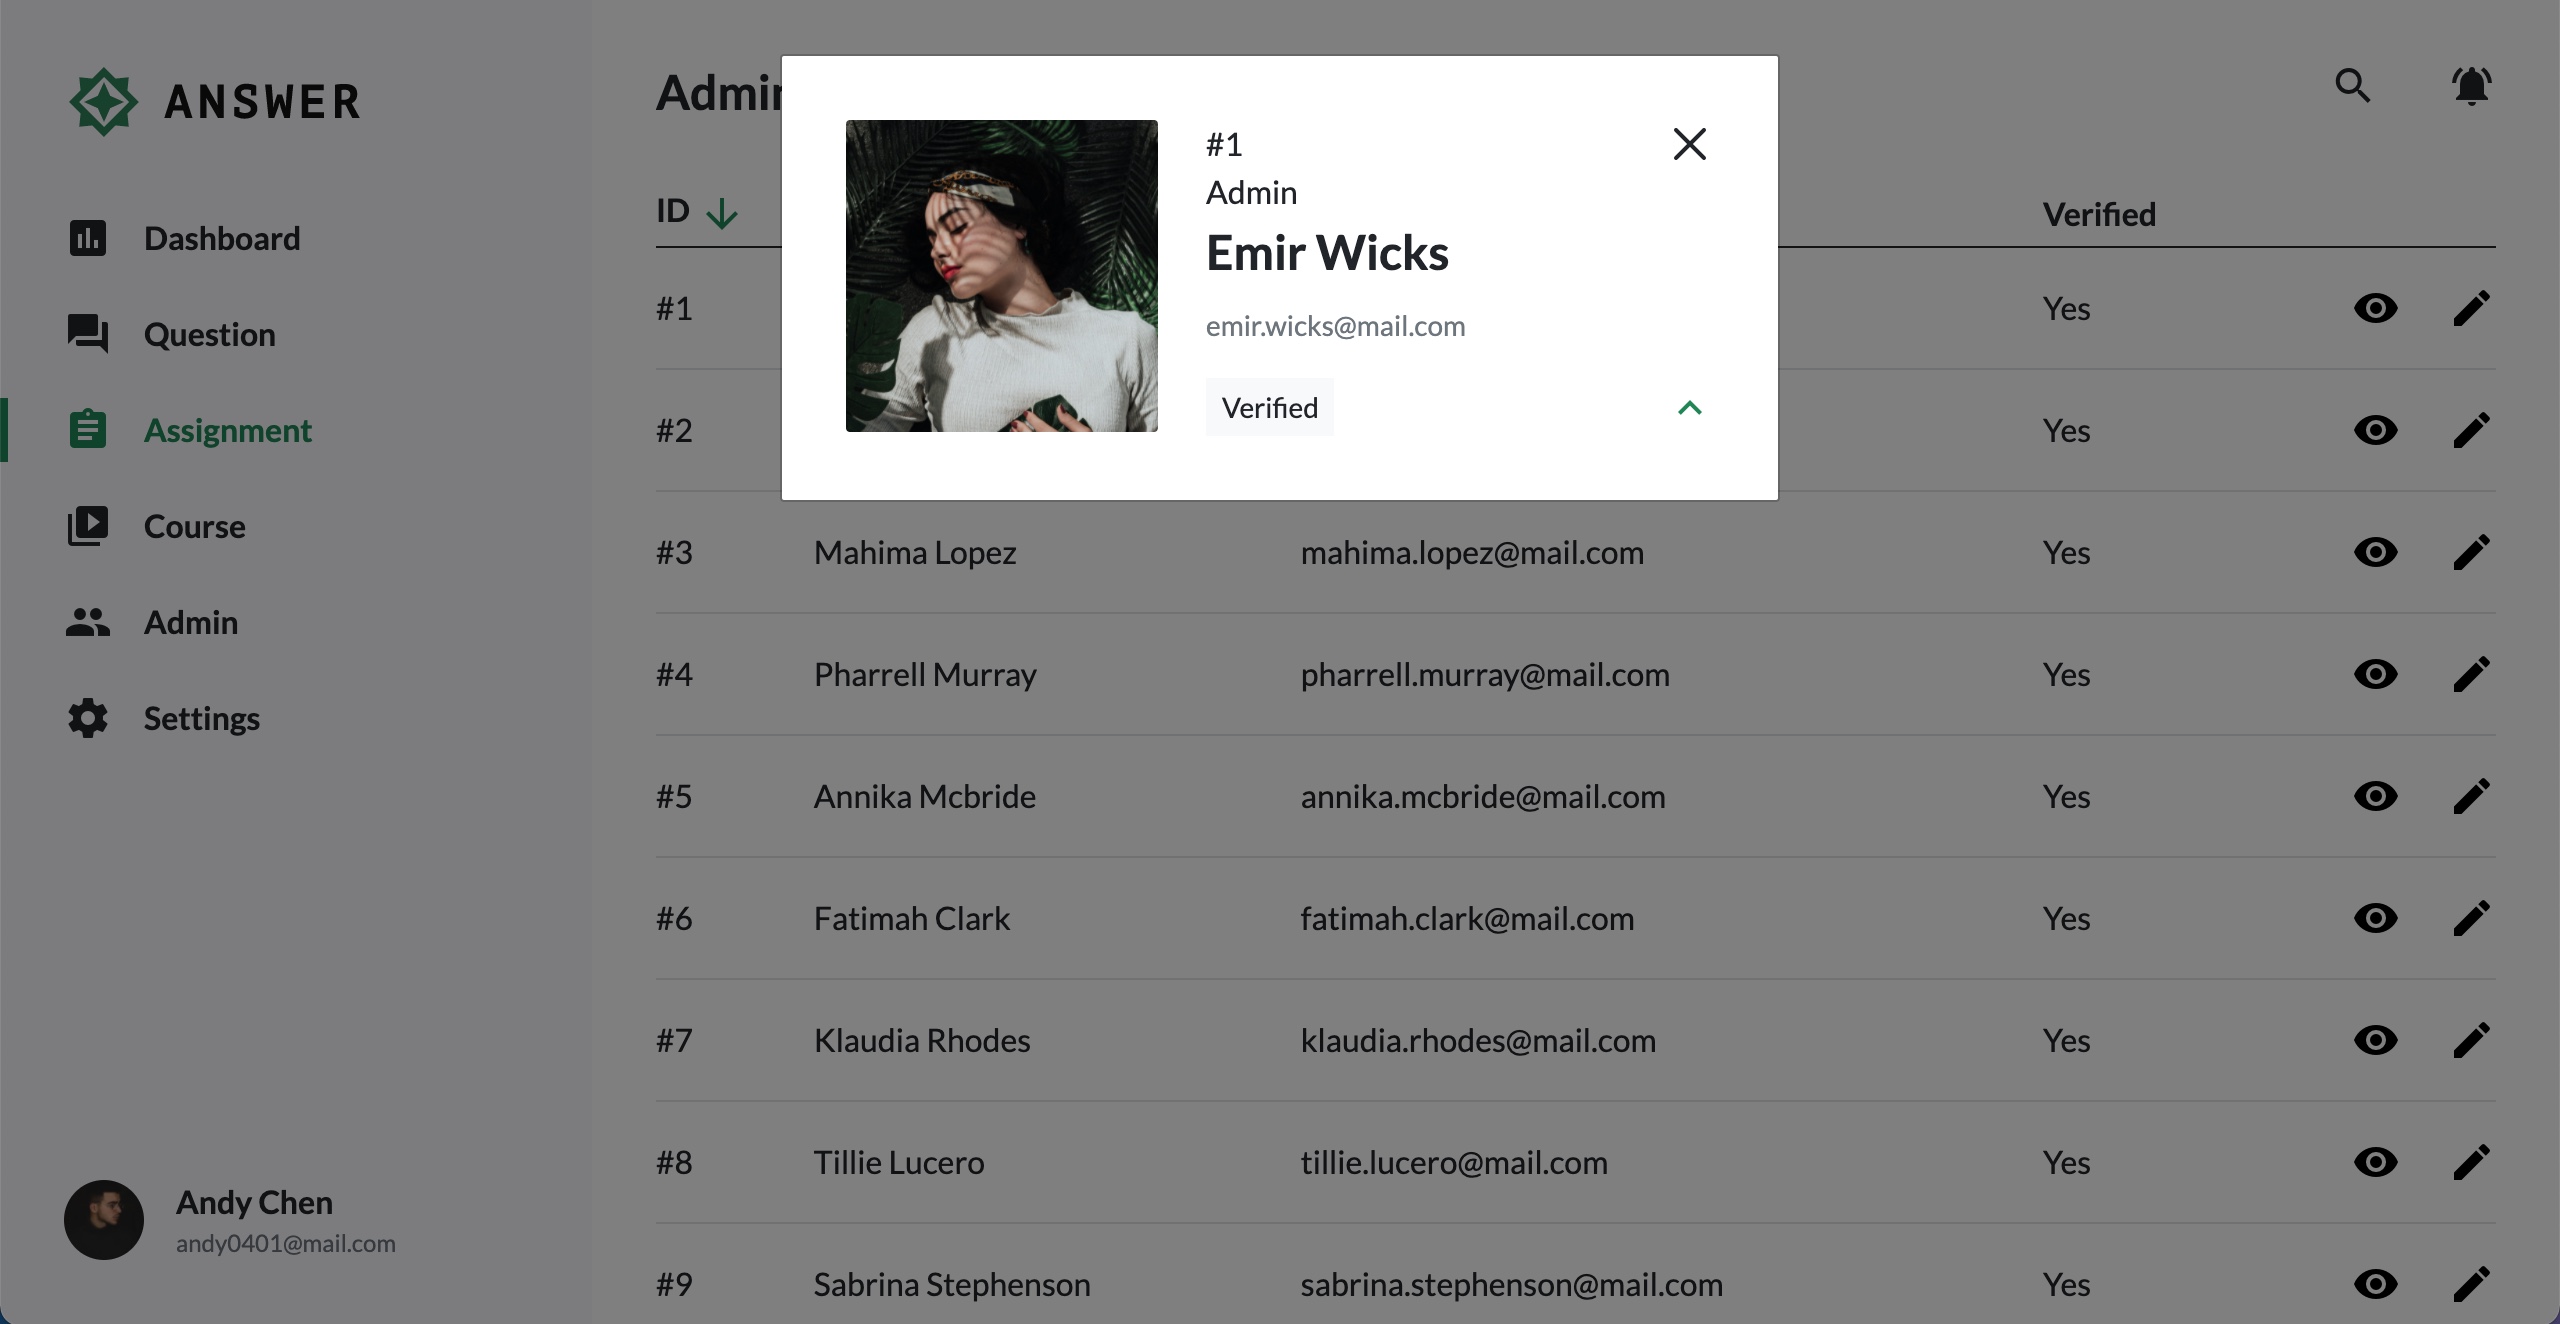 ANSWER
Dashboard
Question
Assignment
Course
Admin
Settings
Andy Chen
andy0401@mail.com
#1
Admin
Emir Wicks
emir.wicks@mail.com
Verified
ID Verified
#1 Yes
#2 Yes
#3 Mahima Lopez mahima.lopez@mail.com Yes
#4 Pharrell Murray pharrell.murray@mail.com Yes
#5 Annika Mcbride annika.mcbride@mail.com Yes
#6 Fatimah Clark fatimah.clark@mail.com Yes
#7 Klaudia Rhodes klaudia.rhodes@mail.com Yes
#8 Tillie Lucero tillie.lucero@mail.com Yes
#9 Sabrina Stephenson sabrina.stephenson@mail.com Yes